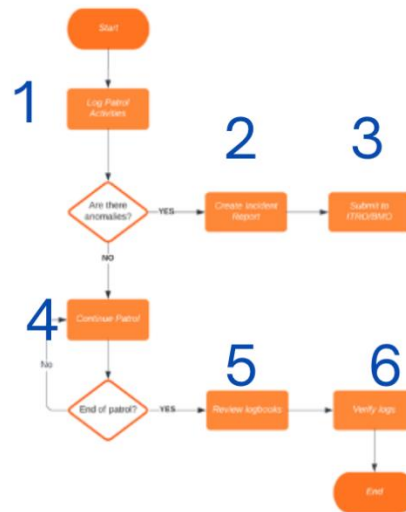 Start
1
Log Patrol
Activities
2
3
Are there
anomalies?
YES
Create Incident
Report
Submit to
ITRO/BMO
NO
4
Continue Patrol
No
5
6
End of patrol?
YES
Review logbooks
Verify logs
End